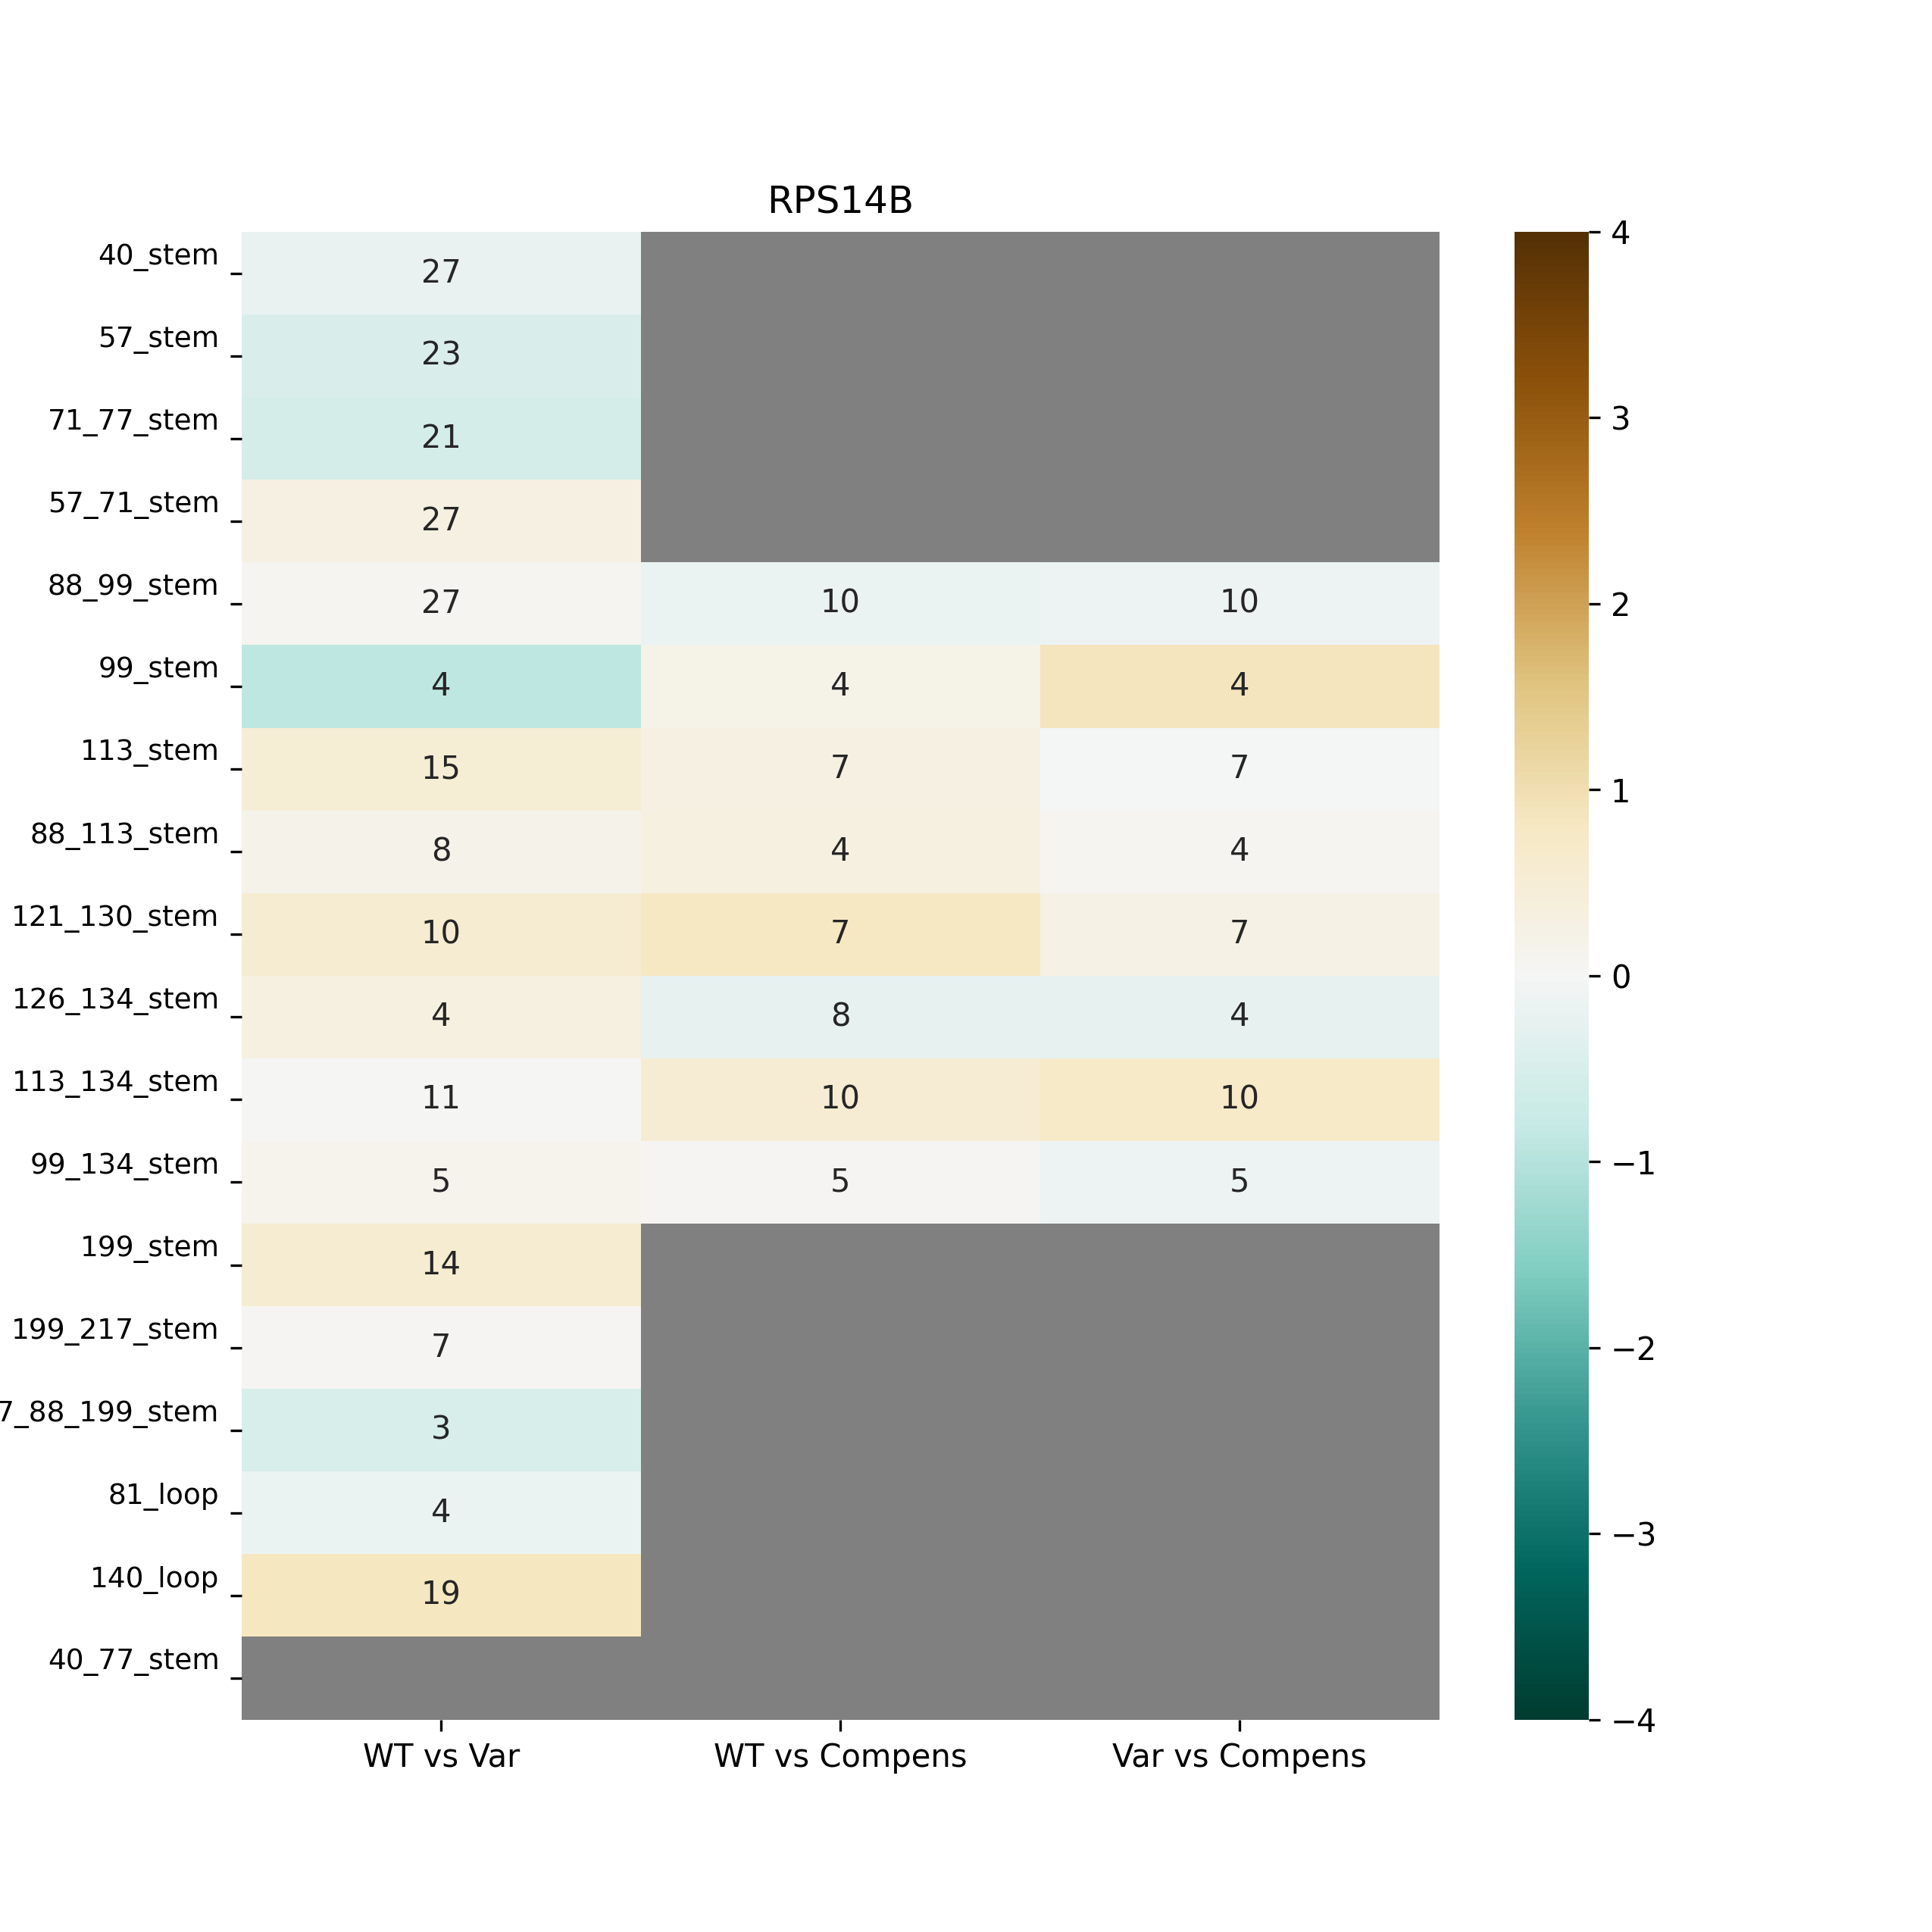 RPS14B
40_stem 27
57_stem 23
71_77_stem 21
57_71_stem 27
88_99_stem 27 10 10
99_stem 4 4 4
113_stem 15 7 7
88_113_stem 8 4 4
121_130_stem 10 7 7
126_134_stem 4 8 4
113_134_stem 11 10 10
99_134_stem 5 5 5
199_stem 14
199_217_stem 7
7_88_199_stem 3
81_loop 4
140_loop 19
40_77_stem
WT vs Var WT vs Compens Var vs Compens
4
3
2
1
0
−1
−2
−3
−4